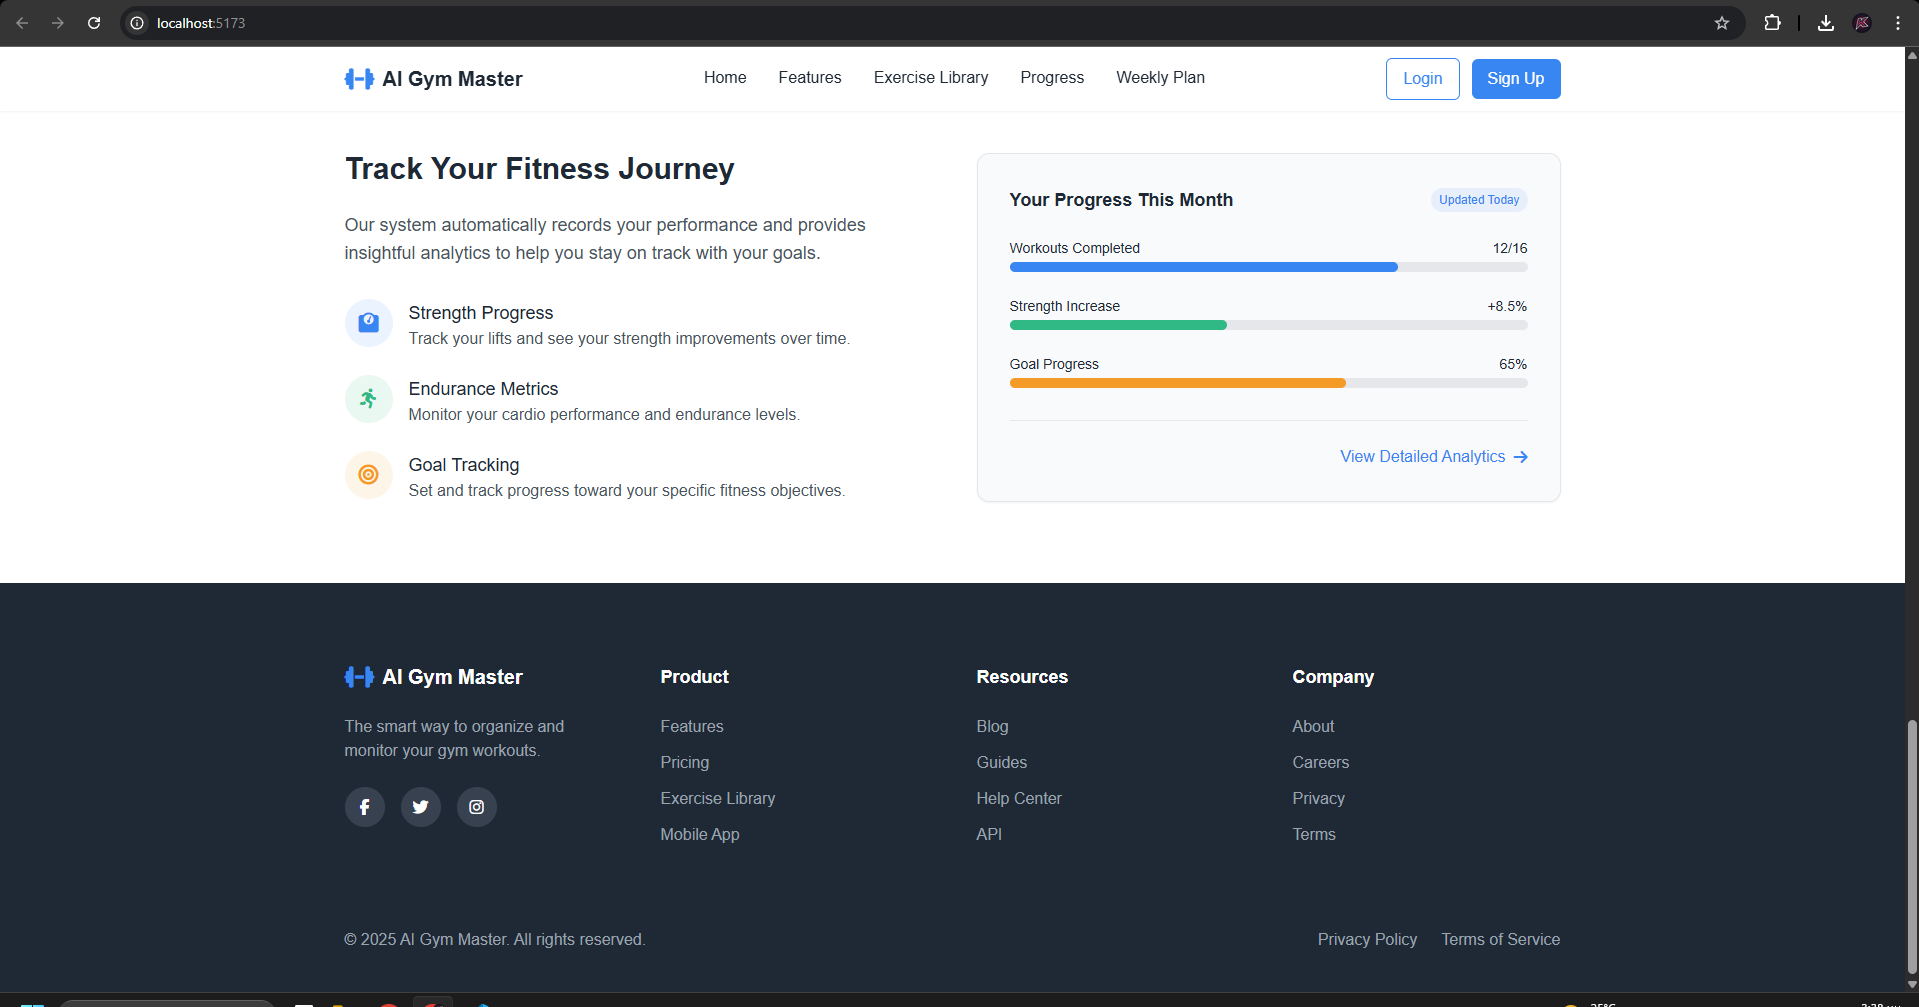 localhost:5173
AI Gym Master
Home
Features
Exercise Library
Progress
Weekly Plan
Login
Sign Up
Track Your Fitness Journey
Our system automatically records your performance and provides
insightful analytics to help you stay on track with your goals.
Strength Progress
Track your lifts and see your strength improvements over time.
Endurance Metrics
Monitor your cardio performance and endurance levels.
Goal Tracking
Set and track progress toward your specific fitness objectives.
Your Progress This Month
Updated Today
Workouts Completed
12/16
Strength Increase
+8.5%
Goal Progress
65%
View Detailed Analytics
AI Gym Master
The smart way to organize and
monitor your gym workouts.
Product
Features
Pricing
Exercise Library
Mobile App
Resources
Blog
Guides
Help Center
API
Company
About
Careers
Privacy
Terms
© 2025 AI Gym Master. All rights reserved.
Privacy Policy
Terms of Service